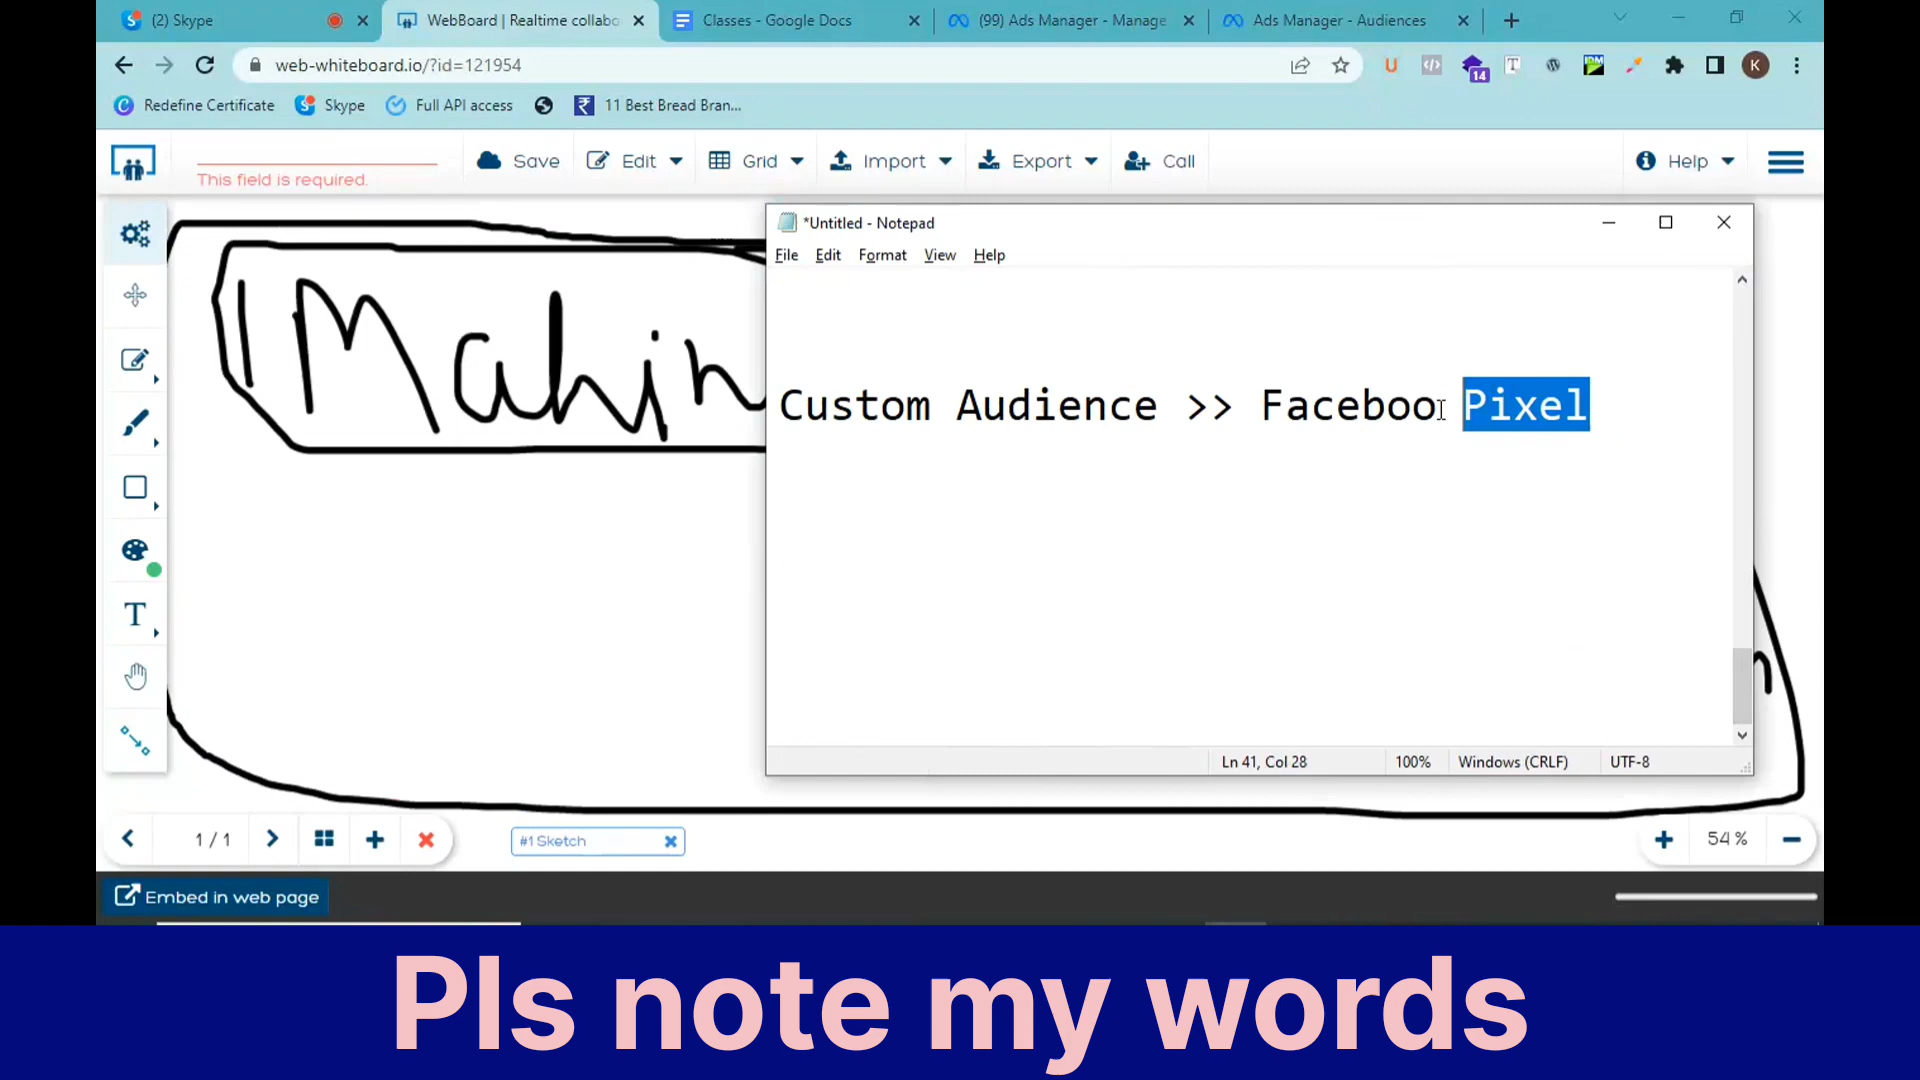 (2) Skype
WebBoard | Realtime collabo
Classes - Google Docs
(99) Ads Manager - Manage
Ads Manager - Audiences
web-whiteboard.io/?id=121954
14
K
Redefine Certificate
Skype
Full API access
11 Best Bread Bran...
This field is required.
Save
Edit
Grid
Import
Export
Call
Help
*Untitled - Notepad
File Edit Format View Help
Mahin
Custom Audience >> Faceboo Pixel
Ln 41, Col 28
100%
Windows (CRLF)
UTF-8
T
1 / 1
#1 Sketch
54 %
Embed in web page
Pls note my words